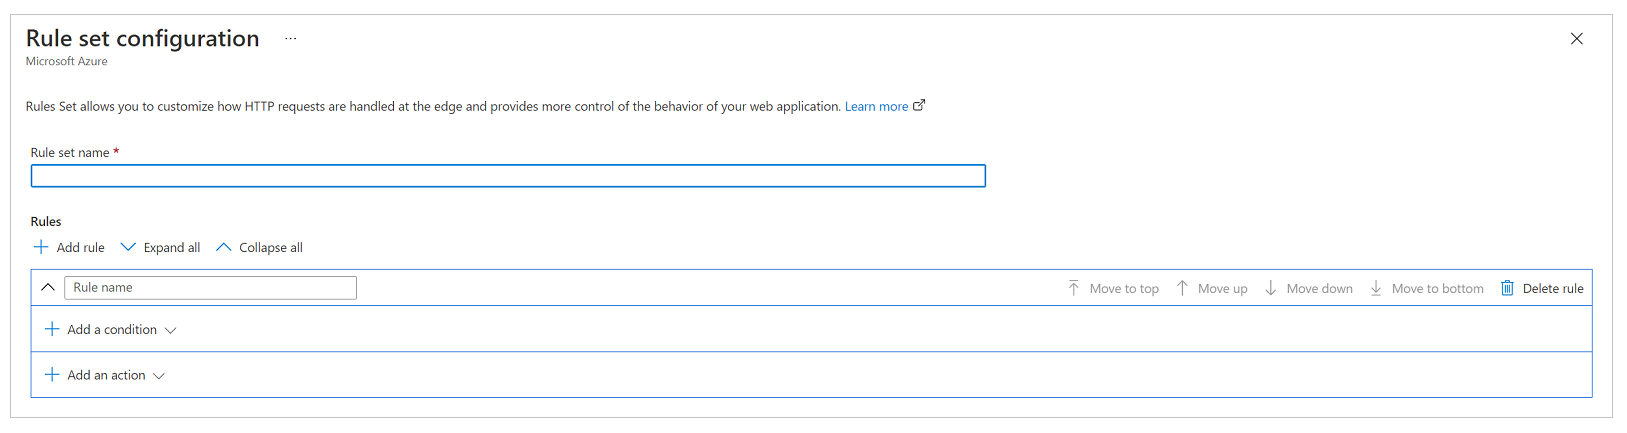 Rule set configuration ...
Microsoft Azure
Rules Set allows you to customize how HTTP requests are handled at the edge and provides more control of the behavior of your web application. Learn more
Rule set name *
Rules
Add rule Expand all Collapse all
Rule name Move to top Move up Move down Move to bottom Delete rule
Add a condition
Add an action